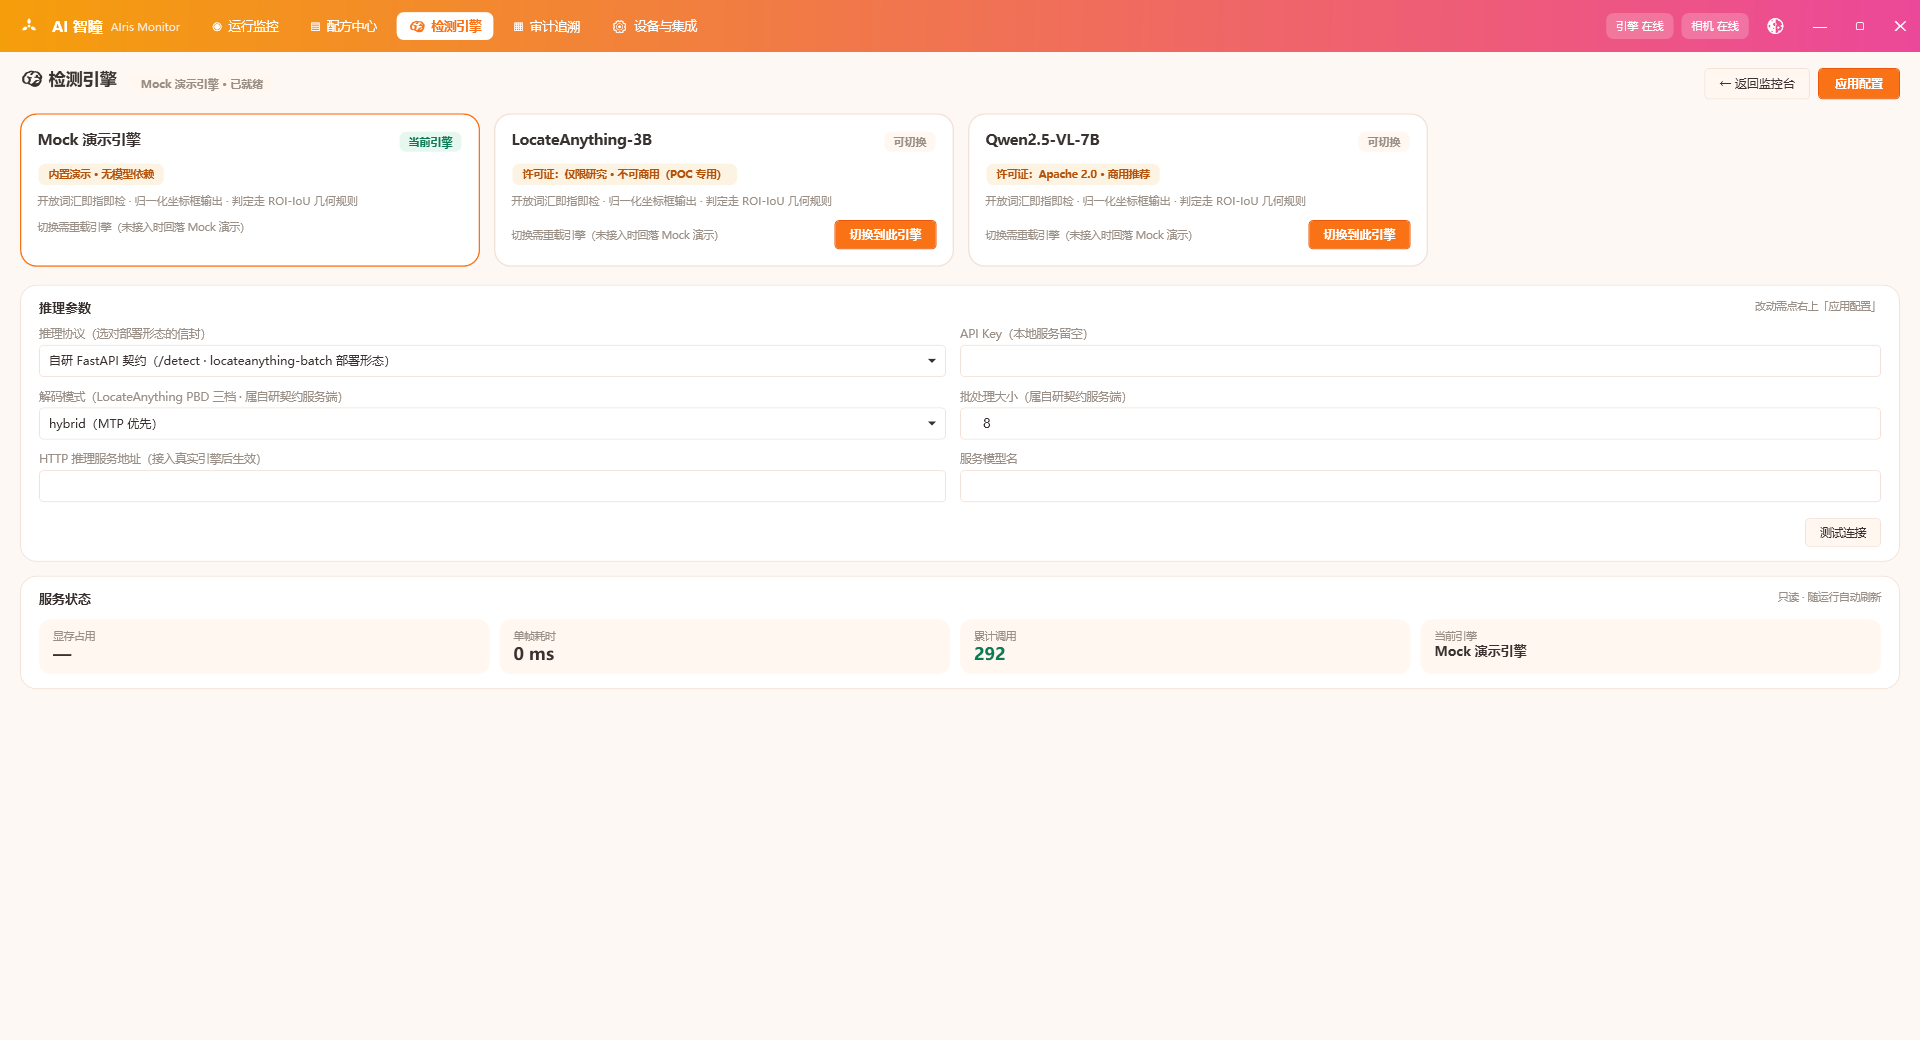 AI 智瞳 AIris Monitor
运行监控
配方中心
检测引擎
审计追溯
设备与集成
引擎 在线
相机 在线
检测引擎
Mock 演示引擎 • 已就绪
← 返回监控台
应用配置
Mock 演示引擎
当前引擎
内置演示 • 无模型依赖
开放词汇即指即检 · 归一化坐标框输出 · 判定走 ROI-IoU 几何规则
切换需重载引擎（未接入时回落 Mock 演示）
LocateAnything-3B
可切换
许可证：仅限研究 • 不可商用（POC 专用）
开放词汇即指即检 · 归一化坐标框输出 · 判定走 ROI-IoU 几何规则
切换需重载引擎（未接入时回落 Mock 演示）
切换到此引擎
Qwen2.5-VL-7B
可切换
许可证：Apache 2.0 • 商用推荐
开放词汇即指即检 · 归一化坐标框输出 · 判定走 ROI-IoU 几何规则
切换需重载引擎（未接入时回落 Mock 演示）
切换到此引擎
推理参数
改动需点右上「应用配置」
推理协议（选对部署形态的信封）
API Key（本地服务留空）
自研 FastAPI 契约（/detect · locateanything-batch 部署形态）
解码模式（LocateAnything PBD 三档 · 属自研契约服务端）
批处理大小（属自研契约服务端）
hybrid（MTP 优先）
8
HTTP 推理服务地址（接入真实引擎后生效）
服务模型名
测试连接
服务状态
只读 · 随运行自动刷新
显存占用
—
单帧耗时
0 ms
累计调用
292
当前引擎
Mock 演示引擎